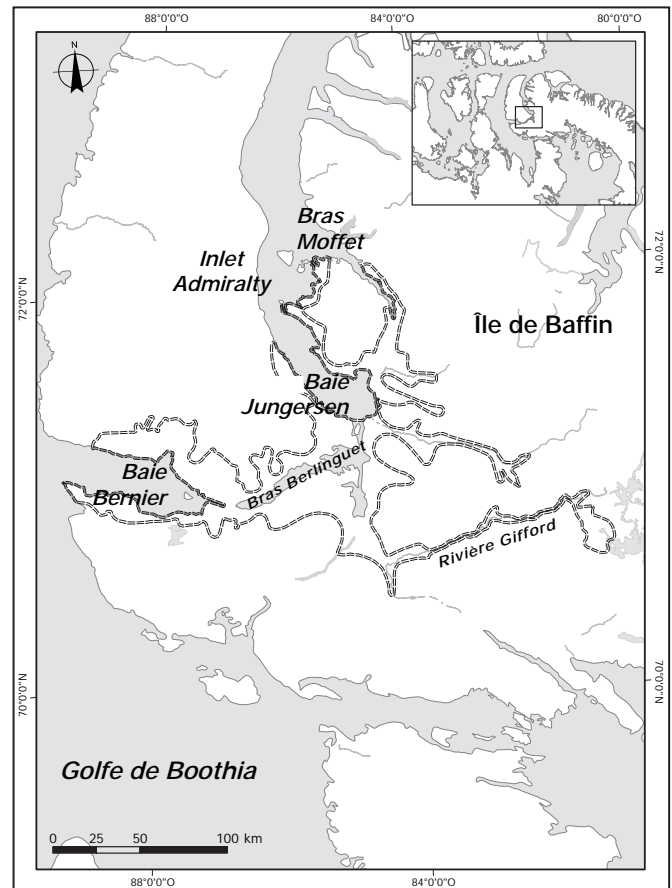 88°0'0"O
84°0'0"O
80°0'0"O
N
Bras
Moffet
Inlet
Admiralty
72°0'0"N
72°0'0"N
Île de Baffin
Baie
Jungersen
Bras Berlinguet
Baie
Bernier
Rivière Gifford
70°0'0"N
70°0'0"N
Golfe de Boothia
0 25 50 100 km
88°0'0"O
84°0'0"O